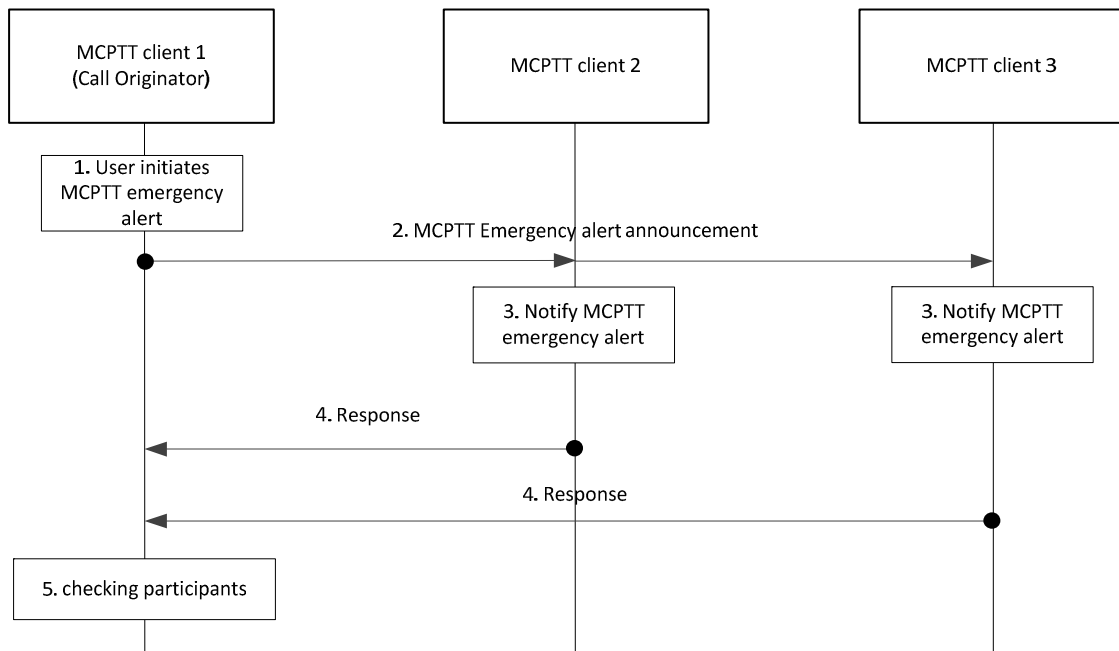 MCPTT client 1
(Call Originator)
MCPTT client 2
MCPTT client 3
1. User initiates
MCPTT emergency
alert
2. MCPTT Emergency alert announcement
3. Notify MCPTT
emergency alert
3. Notify MCPTT
emergency alert
4. Response
4. Response
5. checking participants